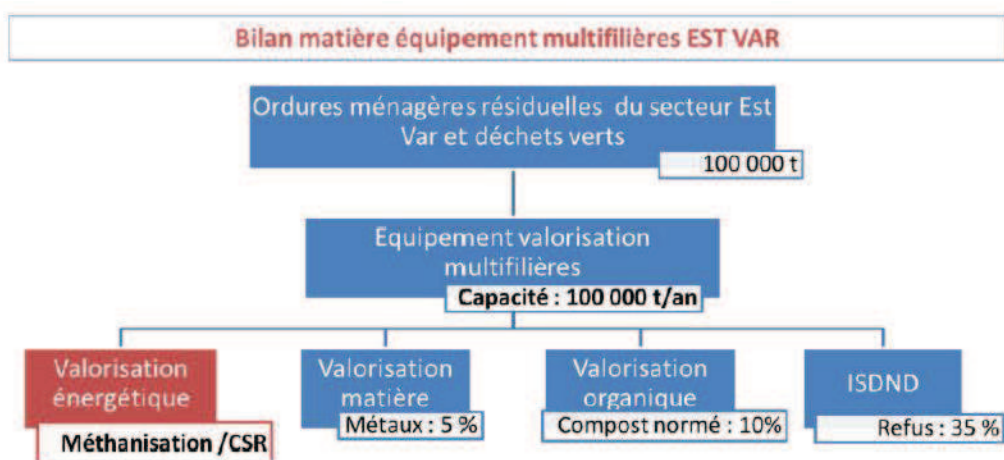 Bilan matière équipement multifilières EST VAR
Ordures ménagères résiduelles du secteur Est
Var et déchets verts
100 000 t
Equipement valorisation
multifilières
Capacité : 100 000 t/an
Valorisation
énergétique
Méthanisation /CSR
Valorisation
matière
Métaux : 5 %
Valorisation
organique
Compost normé : 10%
ISDND
Refus : 35 %